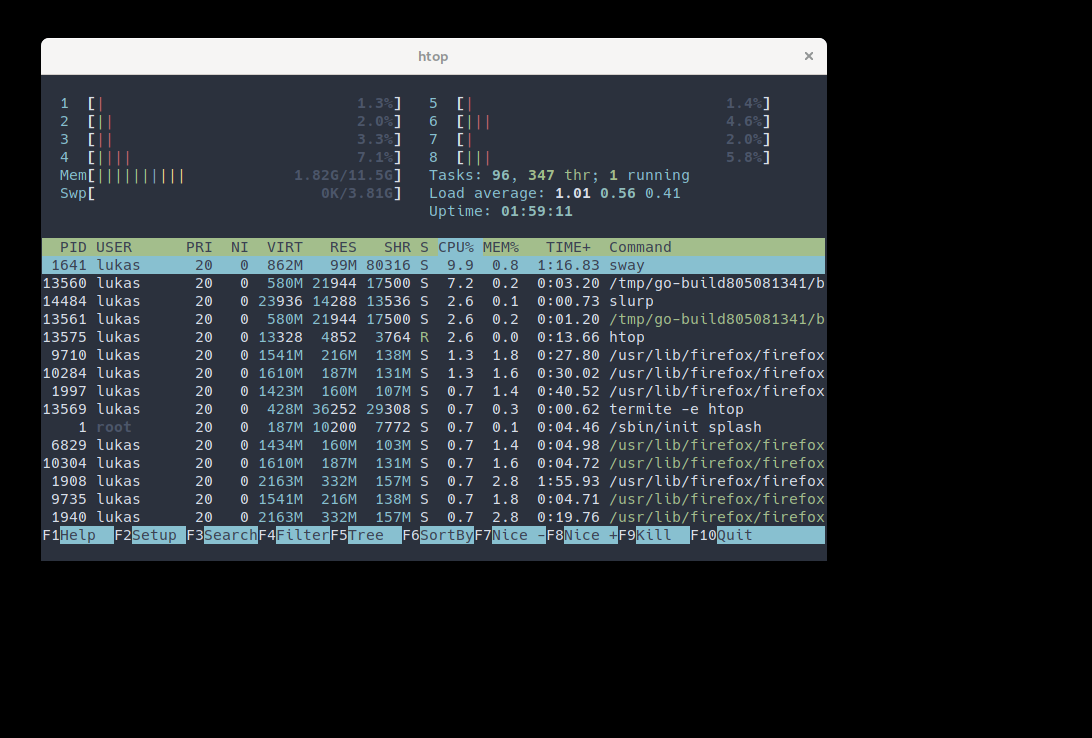 htop ×
1 [| 1.3%] 5 [| 1.4%]
2 [|| 2.0%] 6 [||| 4.6%]
3 [|| 3.3%] 7 [| 2.0%]
4 [|||| 7.1%] 8 [||| 5.8%]
Mem[|||||||||| 1.82G/11.5G] Tasks: 96, 347 thr; 1 running
Swp[ 0K/3.81G] Load average: 1.01 0.56 0.41
Uptime: 01:59:11
PID USER PRI NI VIRT RES SHR S CPU% MEM% TIME+ Command
1641 lukas 20 0 862M 99M 80316 S 9.9 0.8 1:16.83 sway
13560 lukas 20 0 580M 21944 17500 S 7.2 0.2 0:03.20 /tmp/go-build805081341/b
14484 lukas 20 0 23936 14288 13536 S 2.6 0.1 0:00.73 slurp
13561 lukas 20 0 580M 21944 17500 S 2.6 0.2 0:01.20 /tmp/go-build805081341/b
13575 lukas 20 0 13328 4852 3764 R 2.6 0.0 0:13.66 htop
9710 lukas 20 0 1541M 216M 138M S 1.3 1.8 0:27.80 /usr/lib/firefox/firefox
10284 lukas 20 0 1610M 187M 131M S 1.3 1.6 0:30.02 /usr/lib/firefox/firefox
1997 lukas 20 0 1423M 160M 107M S 0.7 1.4 0:40.52 /usr/lib/firefox/firefox
13569 lukas 20 0 428M 36252 29308 S 0.7 0.3 0:00.62 termite -e htop
1 root 20 0 187M 10200 7772 S 0.7 0.1 0:04.46 /sbin/init splash
6829 lukas 20 0 1434M 160M 103M S 0.7 1.4 0:04.98 /usr/lib/firefox/firefox
10304 lukas 20 0 1610M 187M 131M S 0.7 1.6 0:04.72 /usr/lib/firefox/firefox
1908 lukas 20 0 2163M 332M 157M S 0.7 2.8 1:55.93 /usr/lib/firefox/firefox
9735 lukas 20 0 1541M 216M 138M S 0.7 1.8 0:04.71 /usr/lib/firefox/firefox
1940 lukas 20 0 2163M 332M 157M S 0.7 2.8 0:19.76 /usr/lib/firefox/firefox
F1Help F2Setup F3SearchF4FilterF5Tree F6SortByF7Nice -F8Nice +F9Kill F10Quit